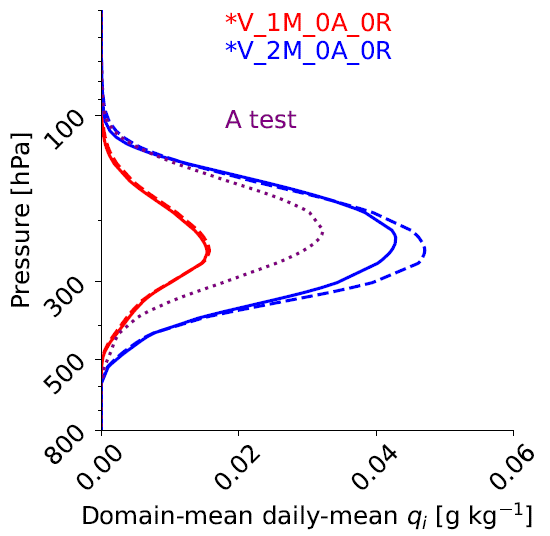 *V_1M_0A_0R
*V_2M_0A_0R
A test
Pressure [hPa]
100
300
500
800
0.00
0.02
0.04
0.06
Domain-mean daily-mean qᵢ [g kg⁻¹]